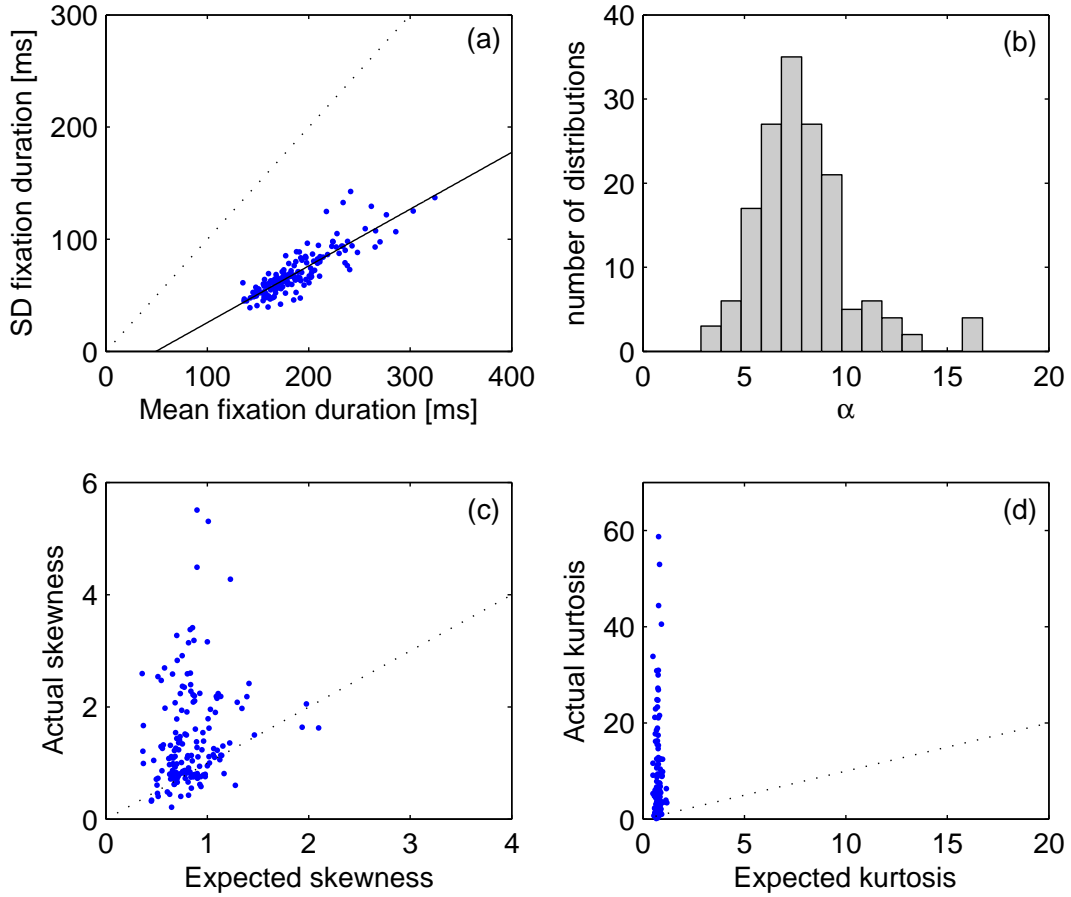 (a)
SD fixation duration [ms]
300
200
100
0
0 100 200 300 400
Mean fixation duration [ms]
(b)
number of distributions
40
30
20
10
0
0 5 10 15 20
α
(c)
Actual skewness
6
4
2
0
0 1 2 3 4
Expected skewness
(d)
Actual kurtosis
60
40
20
0
0 5 10 15 20
Expected kurtosis